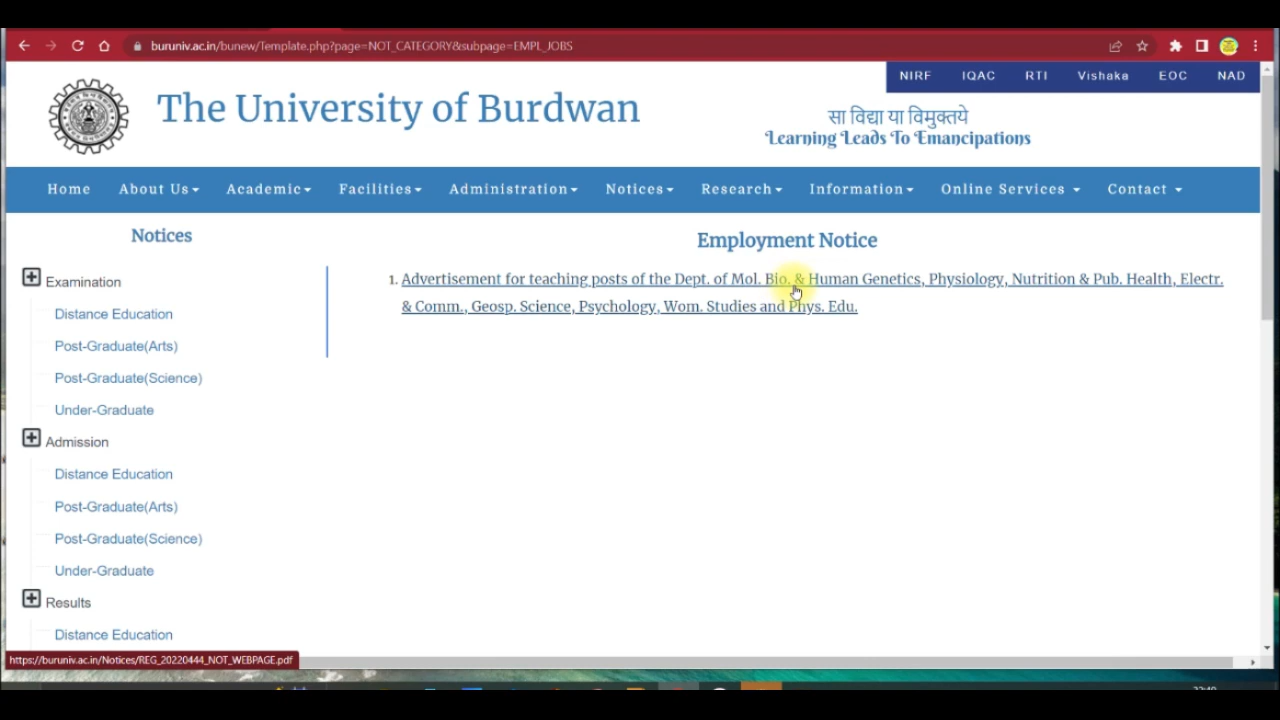 buruniv.ac.in/bunew/Template.php?page=NOT_CATEGORY&subpage=EMPL_JOBS
NIRF IQAC RTI Vishaka EOC NAD
The University of Burdwan
सा विद्या या विमुक्तये
Learning Leads To Emancipations
Home About Us Academic Facilities Administration Notices Research Information Online Services Contact
Notices
Examination
Distance Education
Post-Graduate(Arts)
Post-Graduate(Science)
Under-Graduate
Admission
Distance Education
Post-Graduate(Arts)
Post-Graduate(Science)
Under-Graduate
Results
Distance Education
Employment Notice
1. Advertisement for teaching posts of the Dept. of Mol. Bio. & Human Genetics, Physiology, Nutrition & Pub. Health, Electr.
& Comm., Geosp. Science, Psychology, Wom. Studies and Phys. Edu.
https://buruniv.ac.in/Notices/REG_20220444_NOT_WEBPAGE.pdf